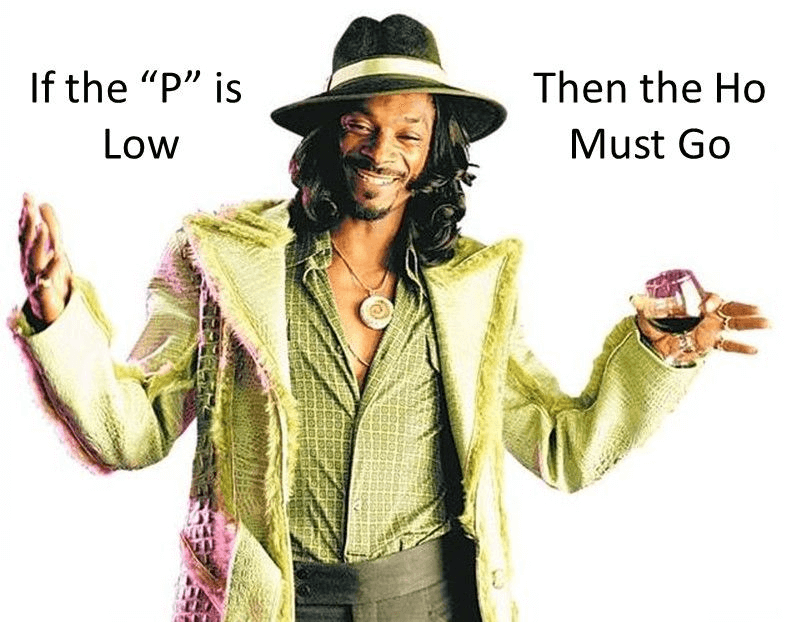 If the “P” is
Low
Then the Ho
Must Go